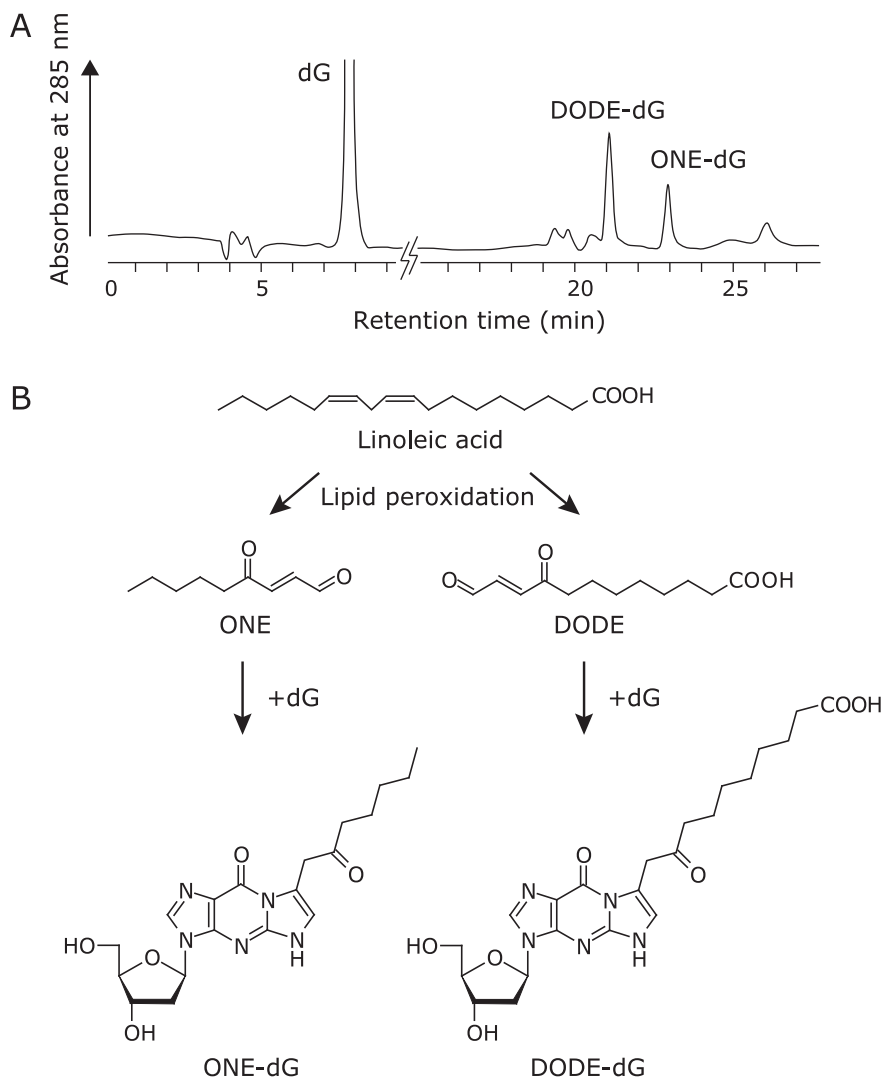 A
Absorbance at 285 nm
dG
DODE-dG
ONE-dG
0 5 20 25
Retention time (min)
B
COOH
Linoleic acid
Lipid peroxidation
O O
O O COOH
ONE DODE
+dG +dG
COOH
O O
N N
N N N
H
HO O
OH
O O
N N
N N N
H
HO O
OH
ONE-dG DODE-dG